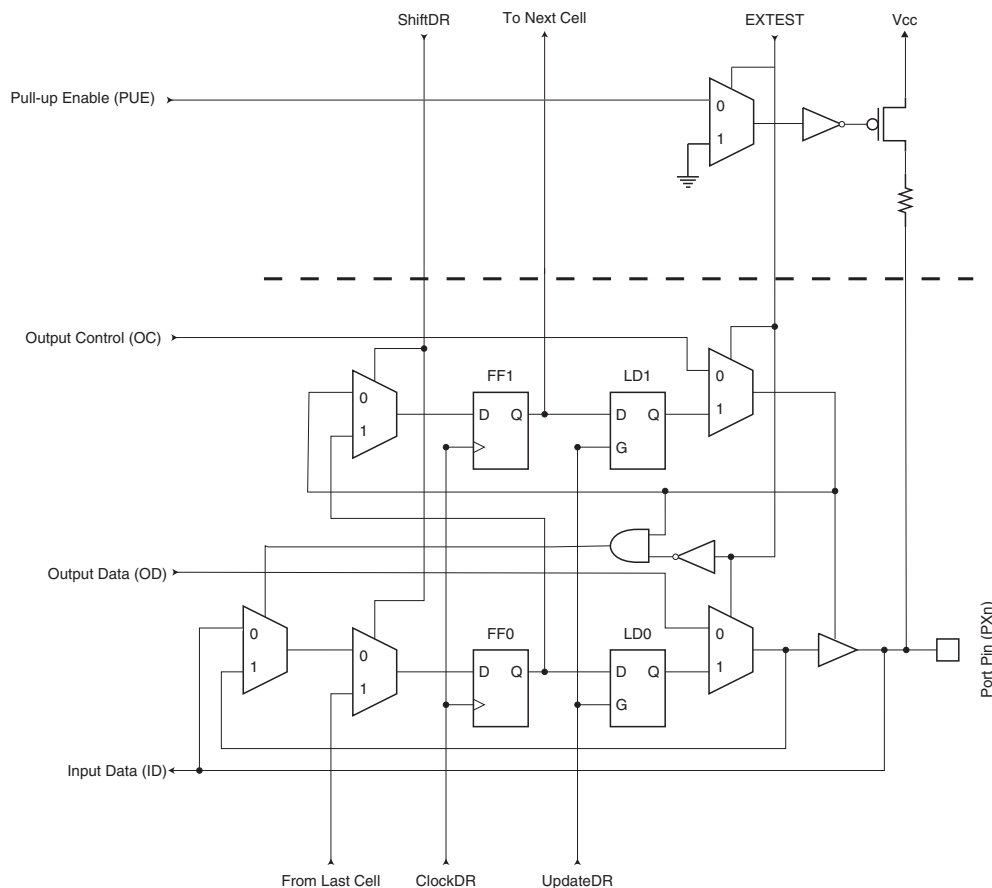 ShiftDR To Next Cell EXTEST Vcc
Pull-up Enable (PUE)
0
1
Output Control (OC)
FF1 LD1
0
0
D Q D Q
1
1
G
Output Data (OD)
FF0 LD0
0
0
0
1
D Q D Q
1
1
G
Port Pin (PXn)
Input Data (ID)
From Last Cell ClockDR UpdateDR